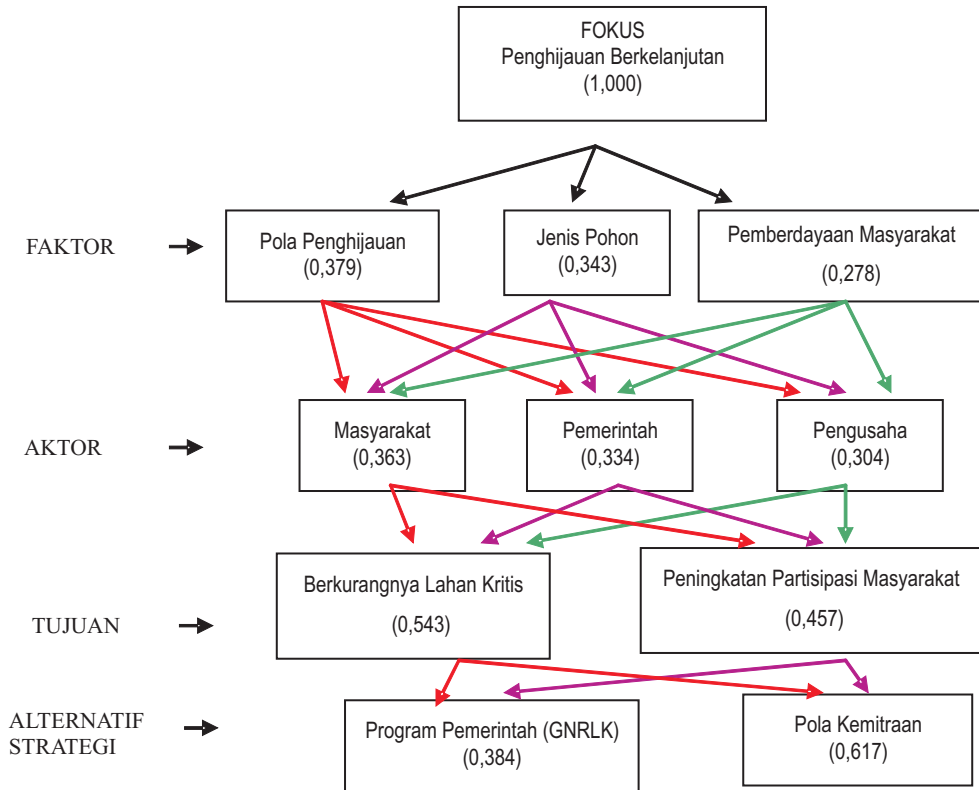 FOKUS
Penghijauan Berkelanjutan
(1,000)
FAKTOR
Pola Penghijauan
(0,379)
Jenis Pohon
(0,343)
Pemberdayaan Masyarakat
(0,278)
AKTOR
Masyarakat
(0,363)
Pemerintah
(0,334)
Pengusaha
(0,304)
TUJUAN
Berkurangnya Lahan Kritis
(0,543)
Peningkatan Partisipasi Masyarakat
(0,457)
ALTERNATIF
STRATEGI
Program Pemerintah (GNRLK)
(0,384)
Pola Kemitraan
(0,617)